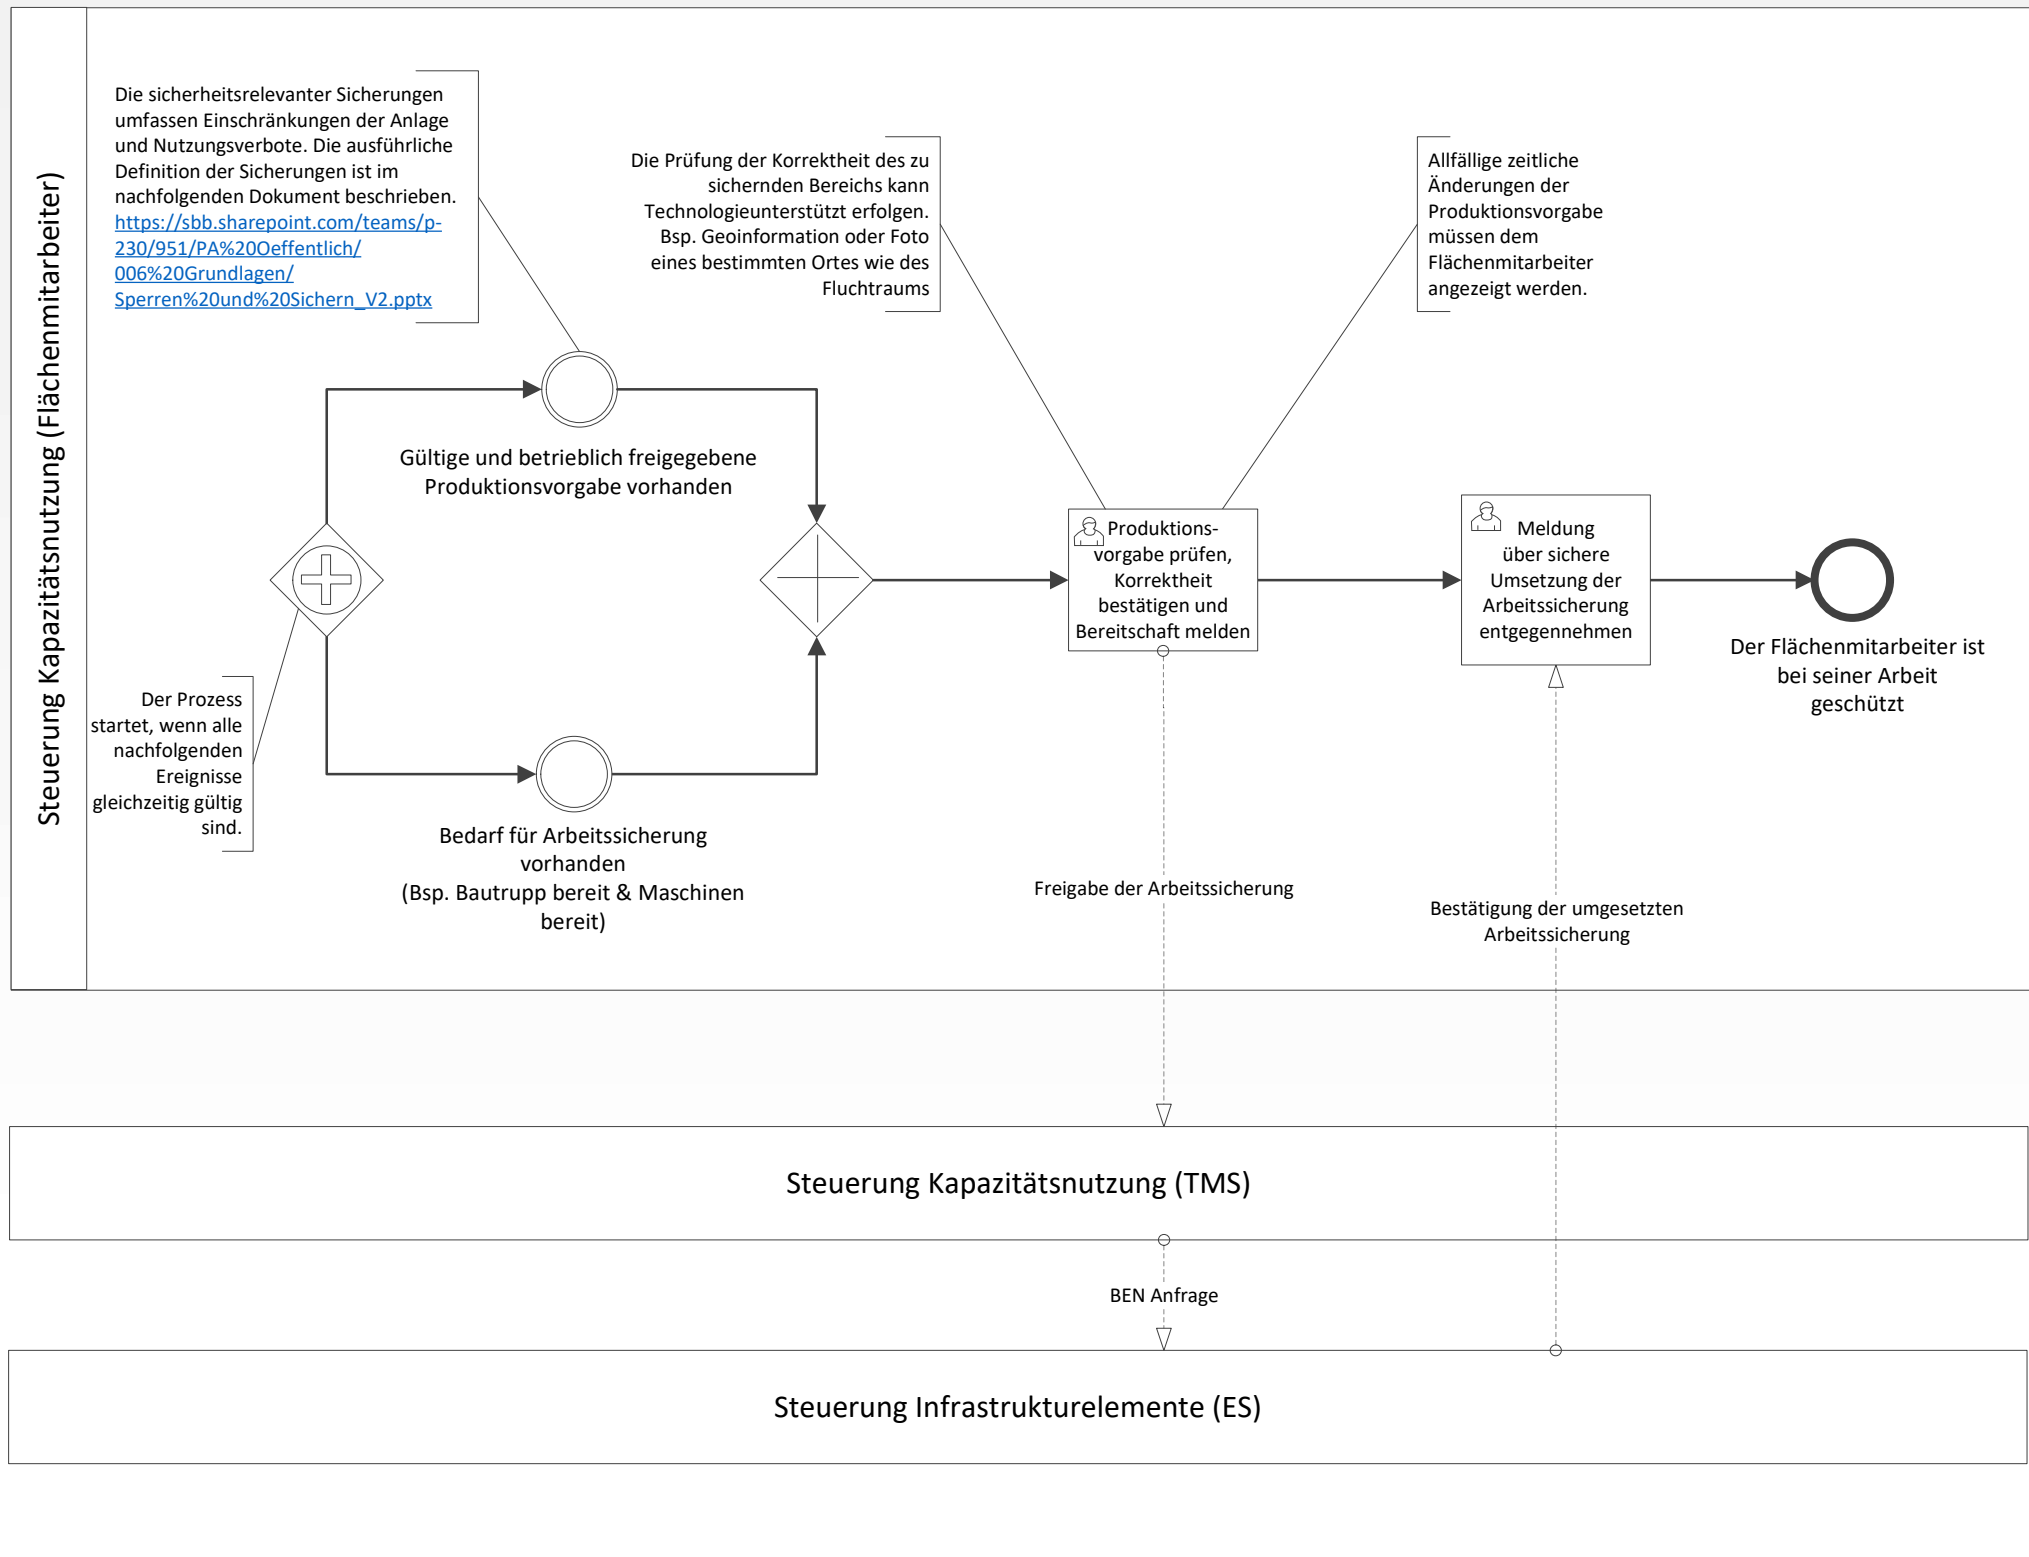 Steuerung Kapazitätsnutzung (Flächenmitarbeiter)
Die sicherheitsrelevanter Sicherungen
umfassen Einschränkungen der Anlage
und Nutzungsverbote. Die ausführliche
Definition der Sicherungen ist im
nachfolgenden Dokument beschrieben.
https://sbb.sharepoint.com/teams/p-
230/951/PA%20Oeffentlich/
006%20Grundlagen/
Sperren%20und%20Sichern_V2.pptx
Die Prüfung der Korrektheit des zu
sichernden Bereichs kann
Technologieunterstützt erfolgen.
Bsp. Geoinformation oder Foto
eines bestimmten Ortes wie des
Fluchtraums
Allfällige zeitliche
Änderungen der
Produktionsvorgabe
müssen dem
Flächenmitarbeiter
angezeigt werden.
Gültige und betrieblich freigegebene
Produktionsvorgabe vorhanden
Produktions-
vorgabe prüfen,
Korrektheit
bestätigen und
Bereitschaft melden
Meldung
über sichere
Umsetzung der
Arbeitssicherung
entgegennehmen
Der Flächenmitarbeiter ist
bei seiner Arbeit
geschützt
Der Prozess
startet, wenn alle
nachfolgenden
Ereignisse
gleichzeitig gültig
sind.
Bedarf für Arbeitssicherung
vorhanden
(Bsp. Bautrupp bereit & Maschinen
bereit)
Freigabe der Arbeitssicherung
Bestätigung der umgesetzten
Arbeitssicherung
Steuerung Kapazitätsnutzung (TMS)
BEN Anfrage
Steuerung Infrastrukturelemente (ES)